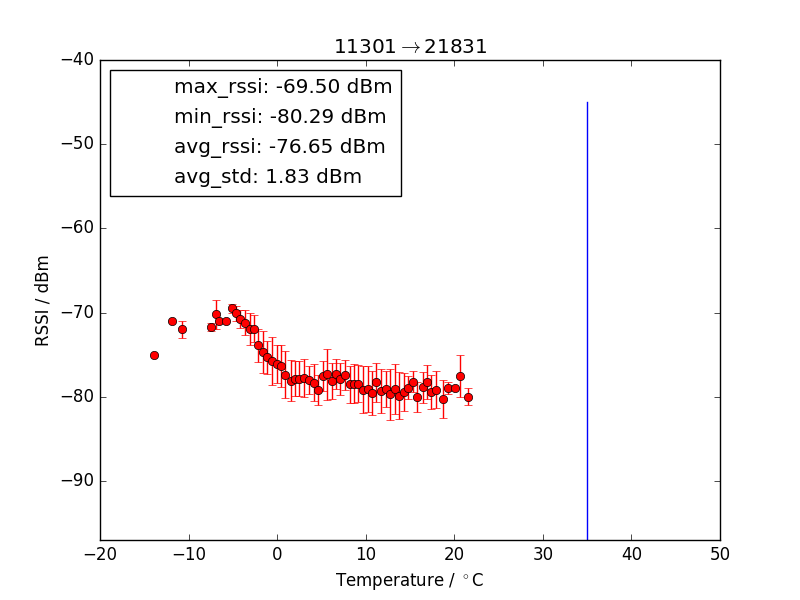 11301→21831
max_rssi: -69.50 dBm
min_rssi: -80.29 dBm
avg_rssi: -76.65 dBm
avg_std: 1.83 dBm
−40
−50
−60
−70
−80
−90
RSSI / dBm
−20 −10 0 10 20 30 40 50
Temperature / °C